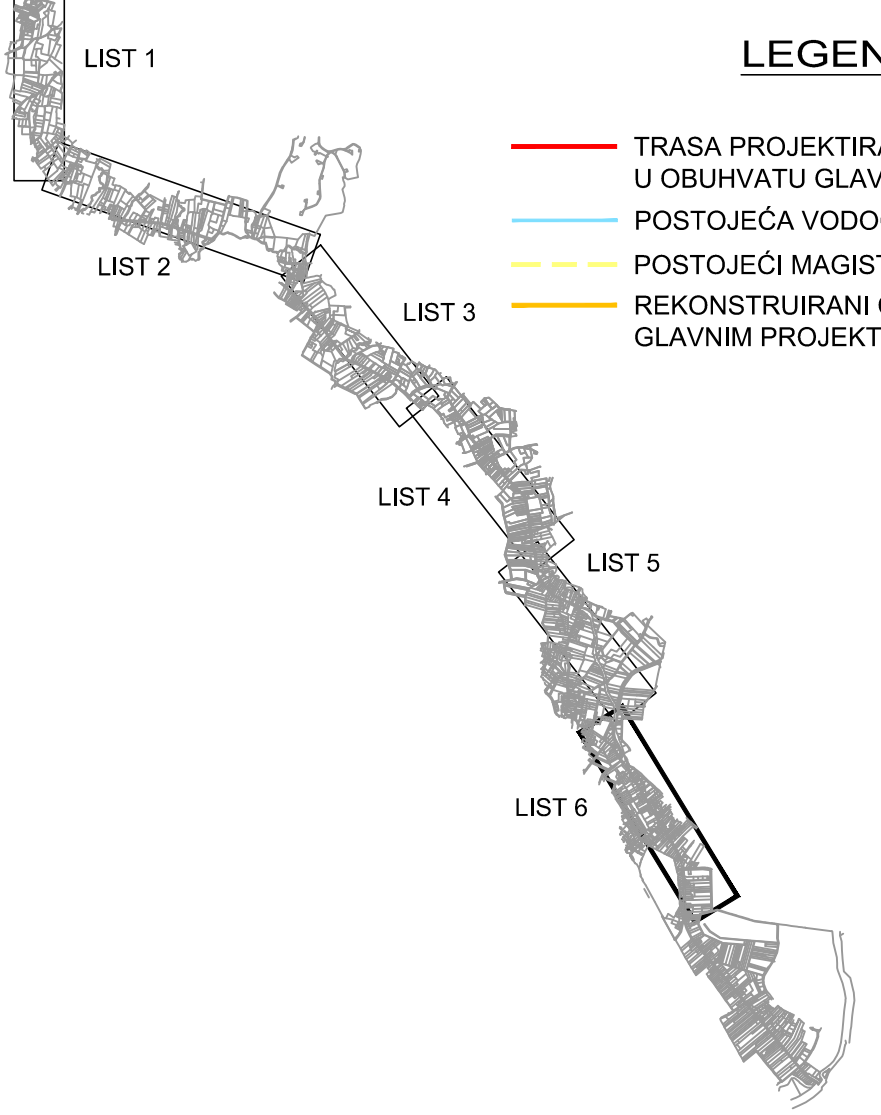 LIST 1
LIST 2
LIST 3
LIST 4
LIST 5
LIST 6
LEGEN
TRASA PROJEKTIRA
U OBUHVATU GLAV
POSTOJEĆA VODO
POSTOJEĆI MAGIST
REKONSTRUIRANI
GLAVNIM PROJEKT